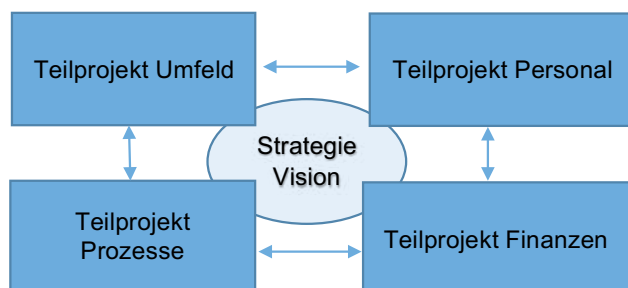 Teilprojekt Umfeld
Teilprojekt Personal
Strategie
Vision
Teilprojekt
Prozesse
Teilprojekt Finanzen